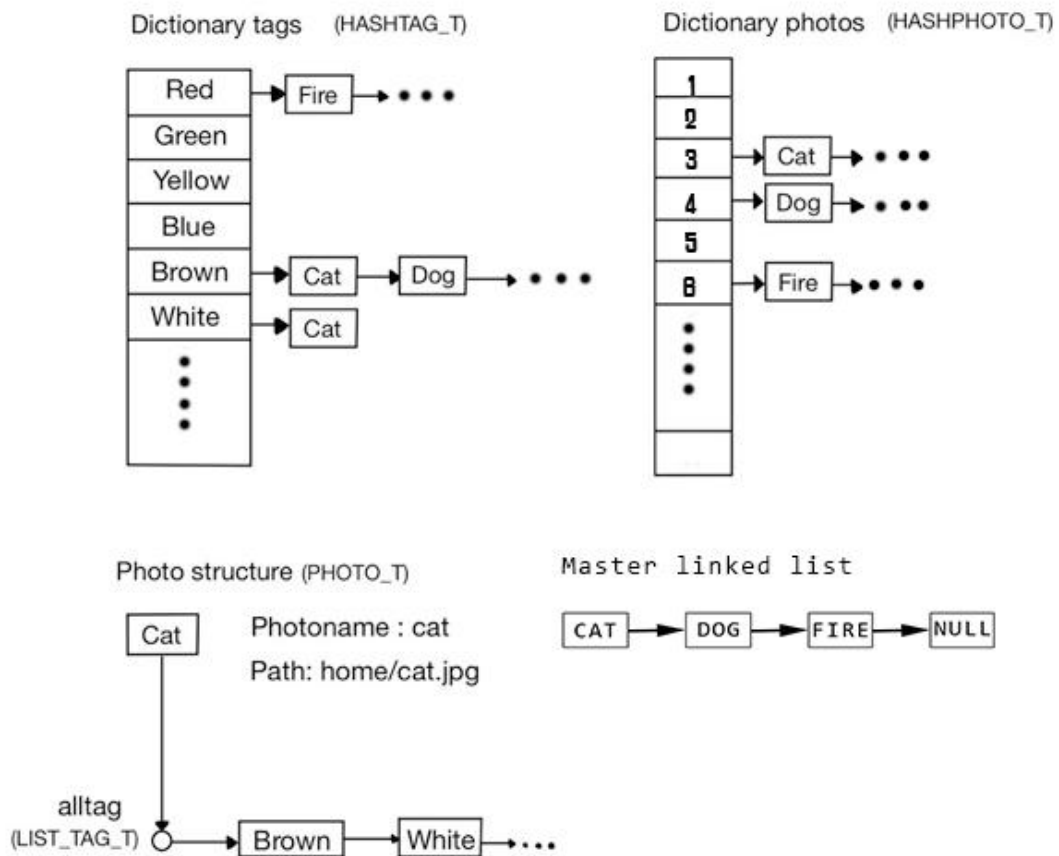 Dictionary tags (HASHTAG_T)
Red
Fire
Green
Yellow
Blue
Brown
Cat
Dog
White
Cat
Dictionary photos (HASHPHOTO_T)
1
2
3
Cat
4
Dog
5
8
Fire
Photo structure (PHOTO_T)
Cat
Photoname : cat
Path: home/cat.jpg
alltag
(LIST_TAG_T)
Brown
White
Master linked list
CAT
DOG
FIRE
NULL